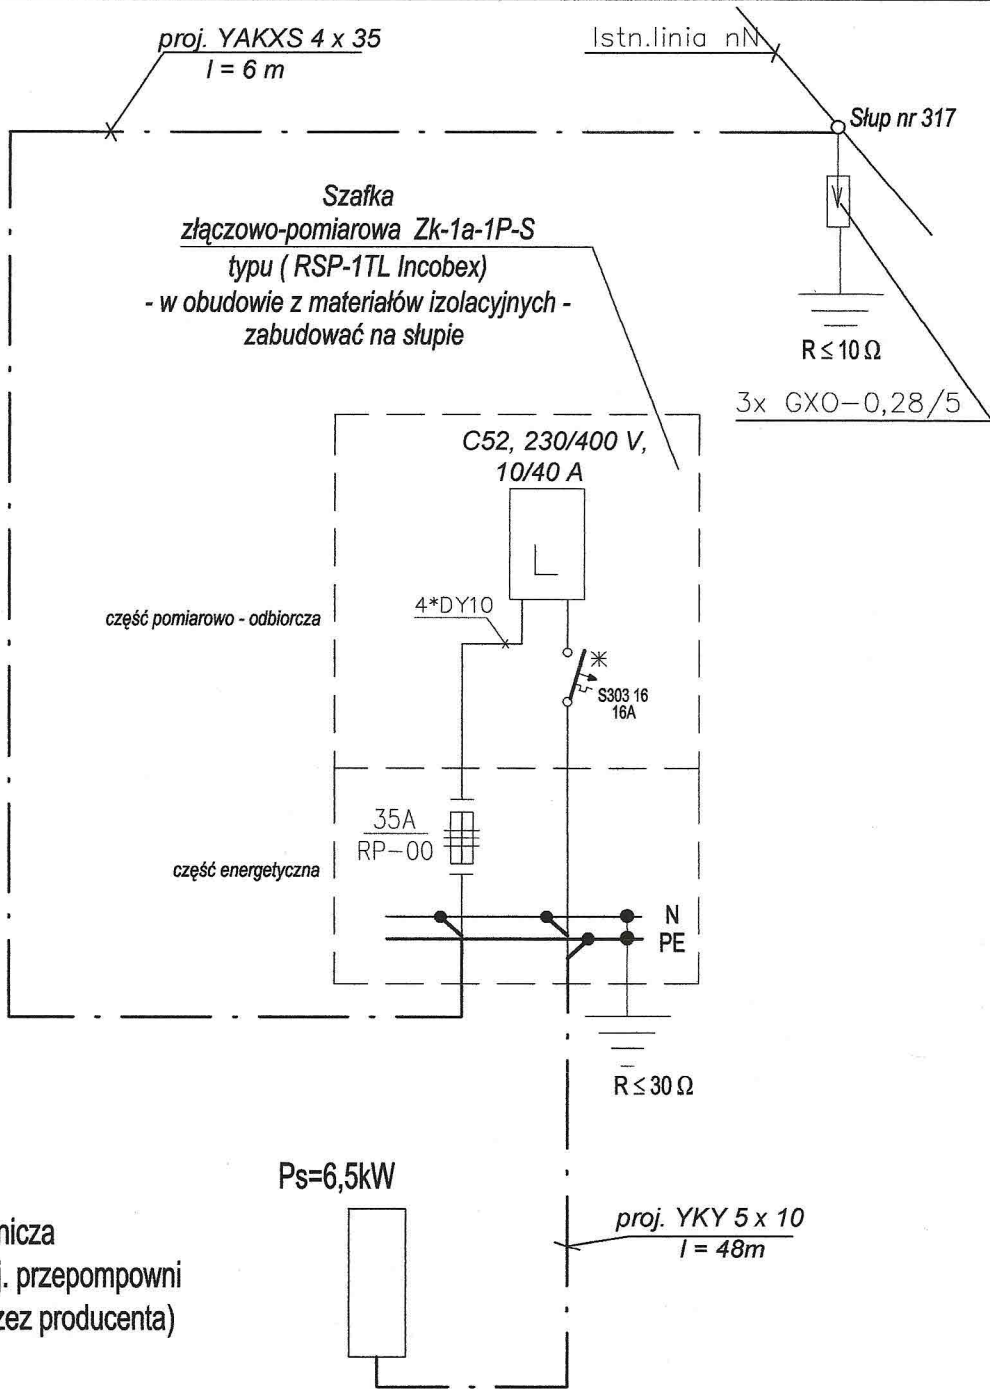 proj. YAKXS 4 x 35
l = 6 m
Istn.linia nN
Słup nr 317
Szafka
złączowo-pomiarowa Zk-1a-1P-S
typu ( RSP-1TL Incobex)
- w obudowie z materiałów izolacyjnych -
zabudować na słupie
R ≤ 10 Ω
3x GXO-0,28/5
C52, 230/400 V,
10/40 A
4*DY10
część pomiarowo - odbiorcza
S303 16
16A
35A
RP-00
część energetyczna
N
PE
R ≤ 30 Ω
Ps=6,5kW
proj. YKY 5 x 10
l = 48m
nicza
j. przepompowni
zez producenta)